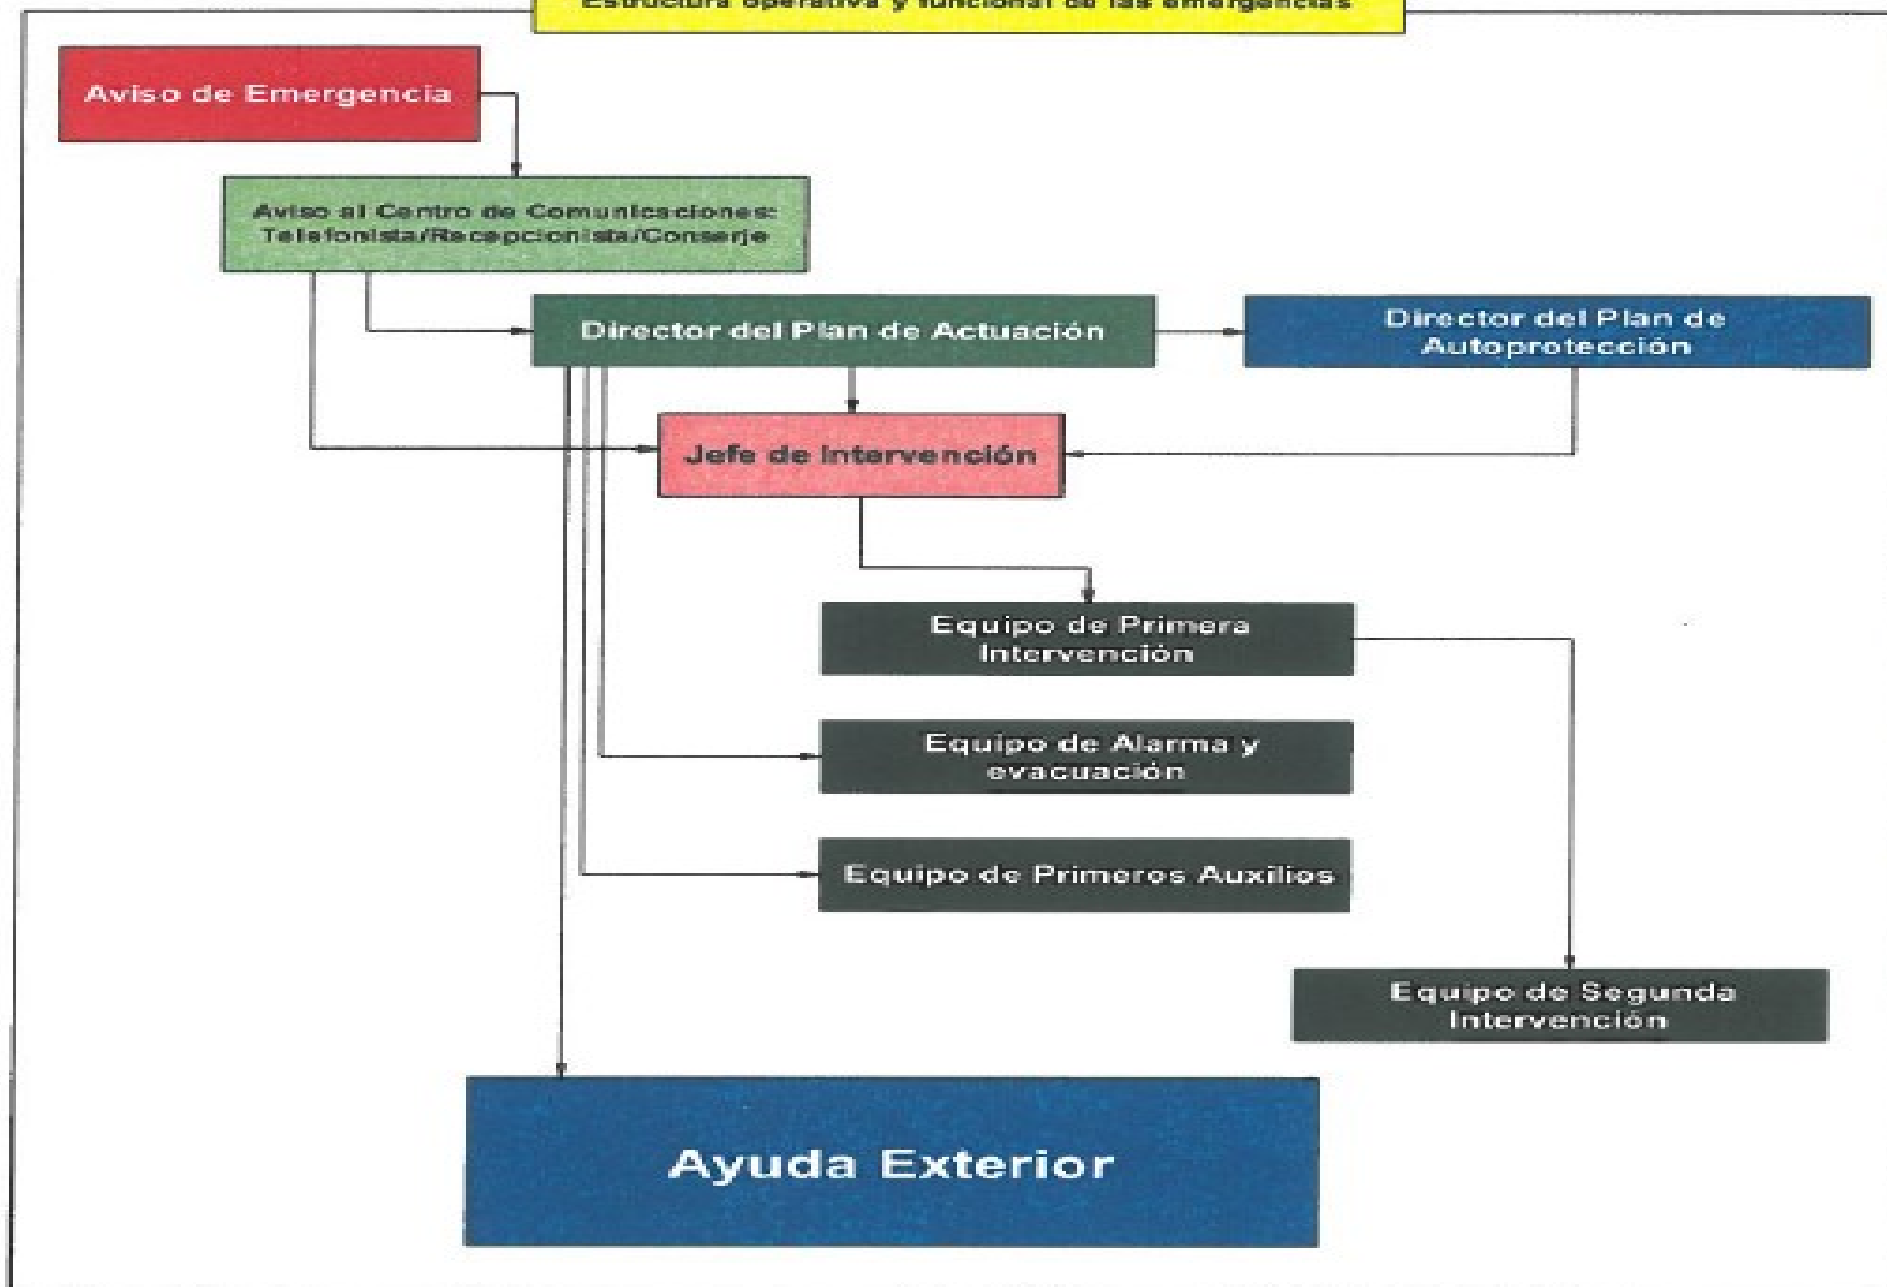 Estructura operativa y funcional de las emergencias
Aviso de Emergencia
Aviso al Centro de Comunicaciones:
Telefonista/Recepcionista/Conserje
Director del Plan de Actuación
Director del Plan de
Autoprotección
Jefe de Intervención
Equipo de Primera
Intervención
Equipo de Alarma y
evacuación
Equipo de Primeros Auxilios
Equipo de Segunda
Intervención
Ayuda Exterior